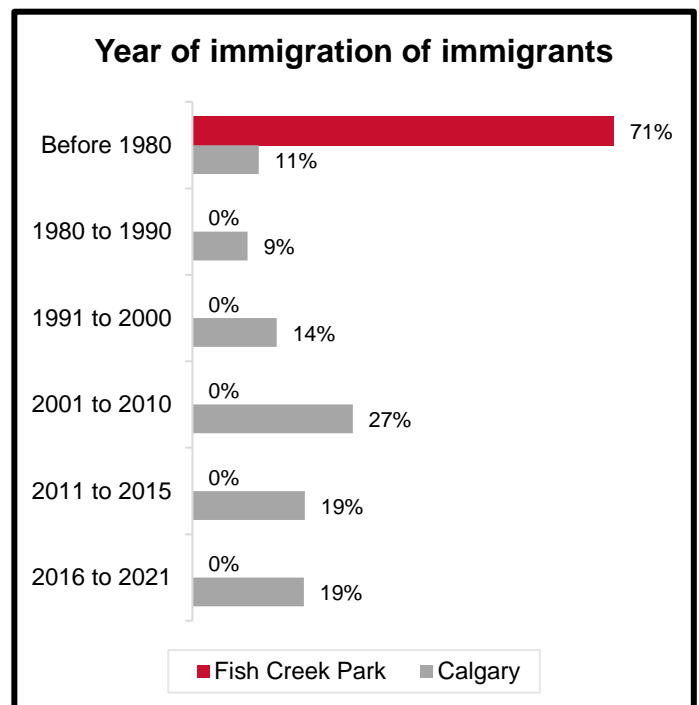 Year of immigration of immigrants
Before 1980
71%
11%
1980 to 1990
0%
9%
1991 to 2000
0%
14%
2001 to 2010
0%
27%
2011 to 2015
0%
19%
2016 to 2021
0%
19%
Fish Creek Park Calgary